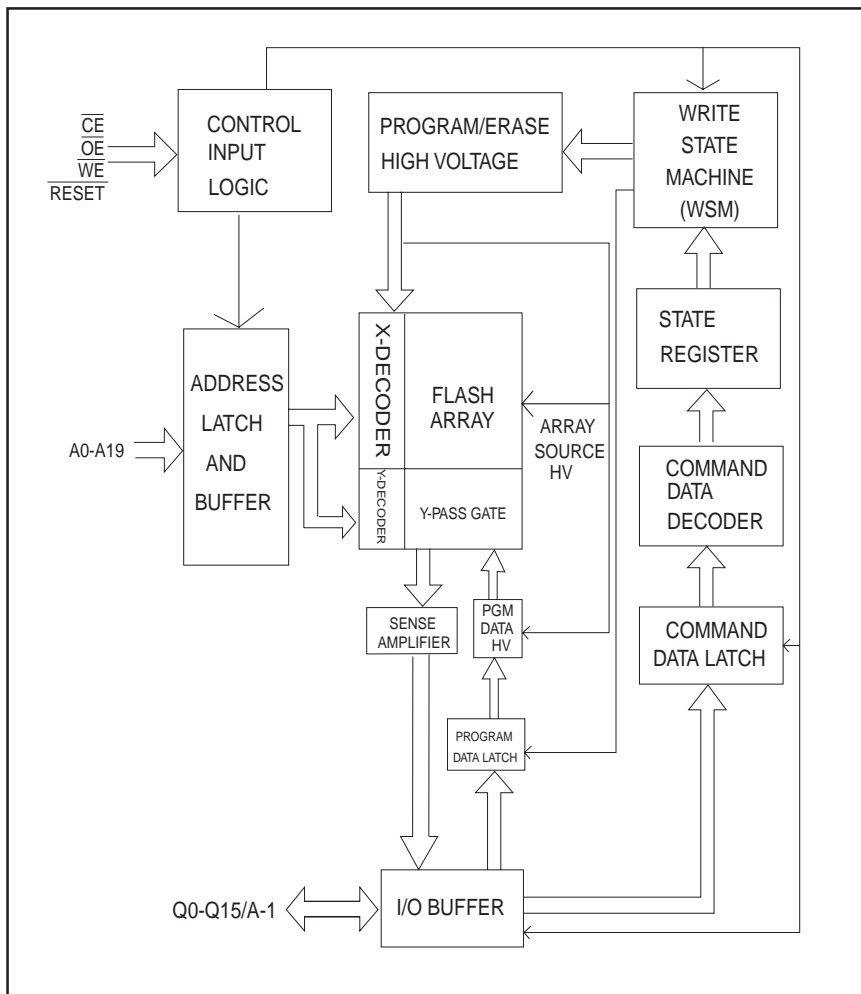 CE
OE
WE
RESET
CONTROL
INPUT
LOGIC
PROGRAM/ERASE
HIGH VOLTAGE
WRITE
STATE
MACHINE
(WSM)
STATE
REGISTER
A0-A19
ADDRESS
LATCH
AND
BUFFER
X-DECODER
FLASH
ARRAY
Y-DECODER
Y-PASS GATE
ARRAY
SOURCE
HV
COMMAND
DATA
DECODER
SENSE
AMPLIFIER
PGM
DATA
HV
COMMAND
DATA LATCH
PROGRAM
DATA LATCH
Q0-Q15/A-1
I/O BUFFER